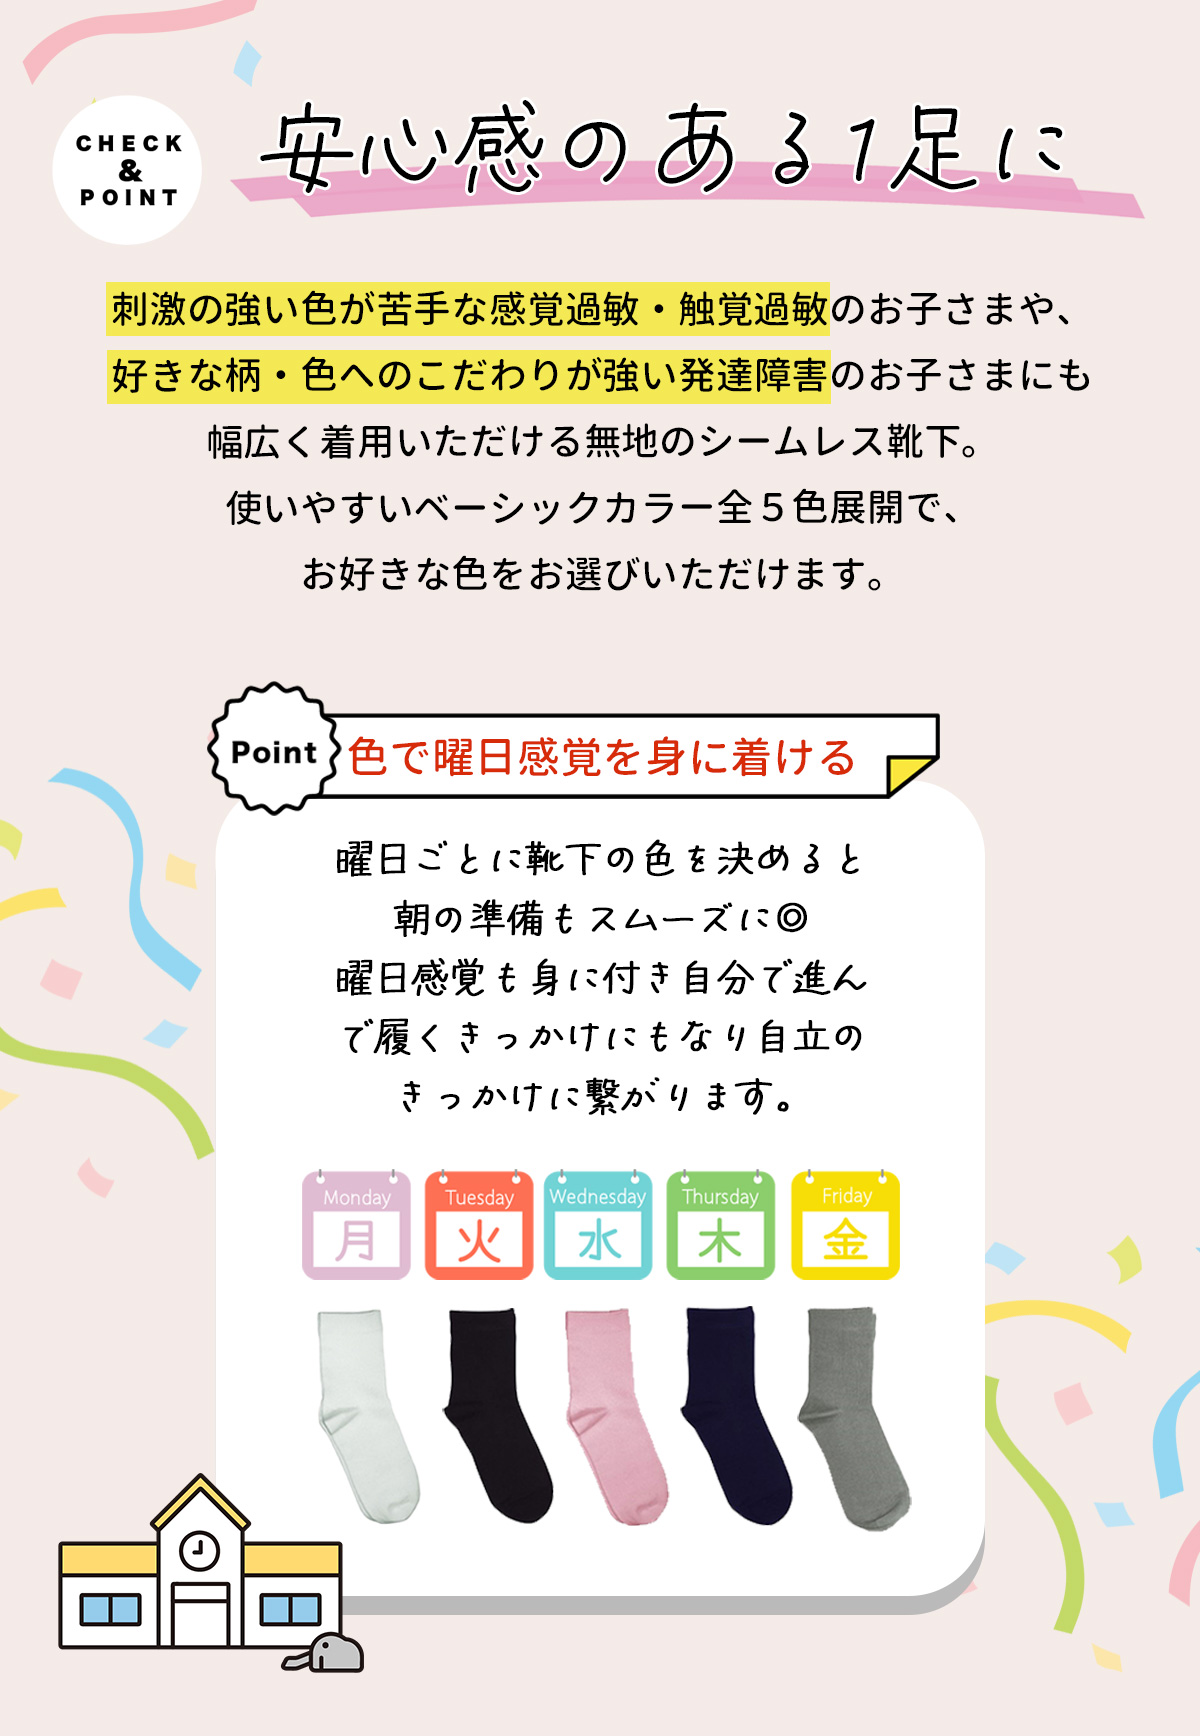 CHECK
&
POINT
安心感のある1足に
刺激の強い色が苦手な感覚過敏・触覚過敏のお子さまや、
好きな柄・色へのこだわりが強い発達障害のお子さまにも
幅広く着用いただける無地のシームレス靴下。
使いやすいベーシックカラー全５色展開で、
お好きな色をお選びいただけます。
Point
色で曜日感覚を身に着ける
曜日ごとに靴下の色を決めると
朝の準備もスムーズに◎
曜日感覚も身に付き自分で進ん
で履くきっかけにもなり自立の
きっかけに繋がります。
Monday
月
Tuesday
火
Wednesday
水
Thursday
木
Friday
金